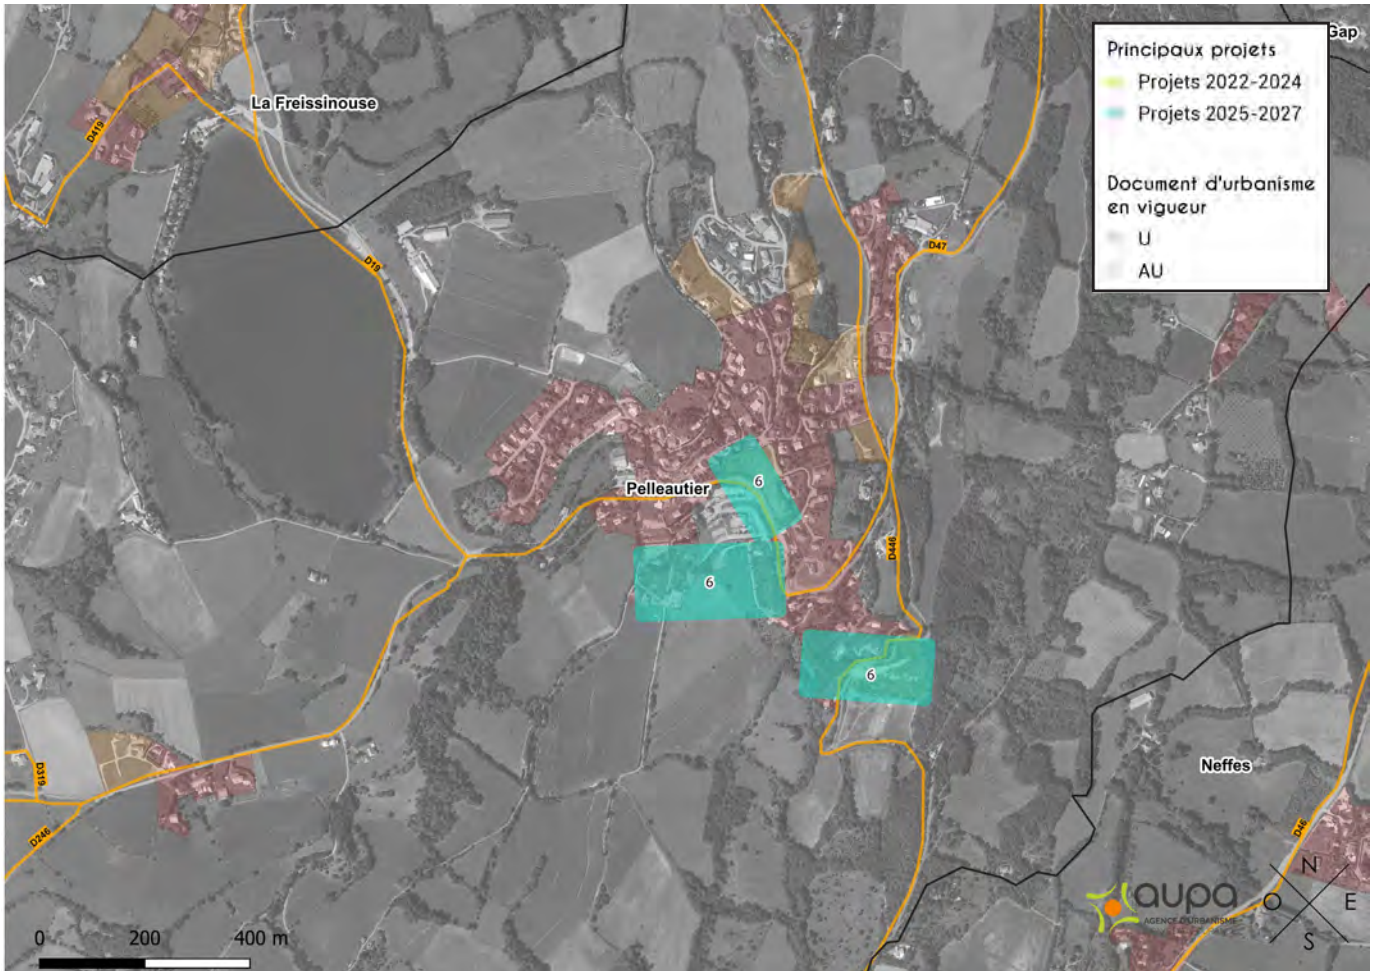 Gap
Principaux projets
Projets 2022-2024
Projets 2025-2027
Document d'urbanisme
en vigueur
U
AU
La Freissinouse
D419
D19
D47
Pelleautier
6
6
D446
6
Neffes
D319
D246
D46
N
O
E
S
aupa
AGENCE D'URBANISME
0 200 400 m